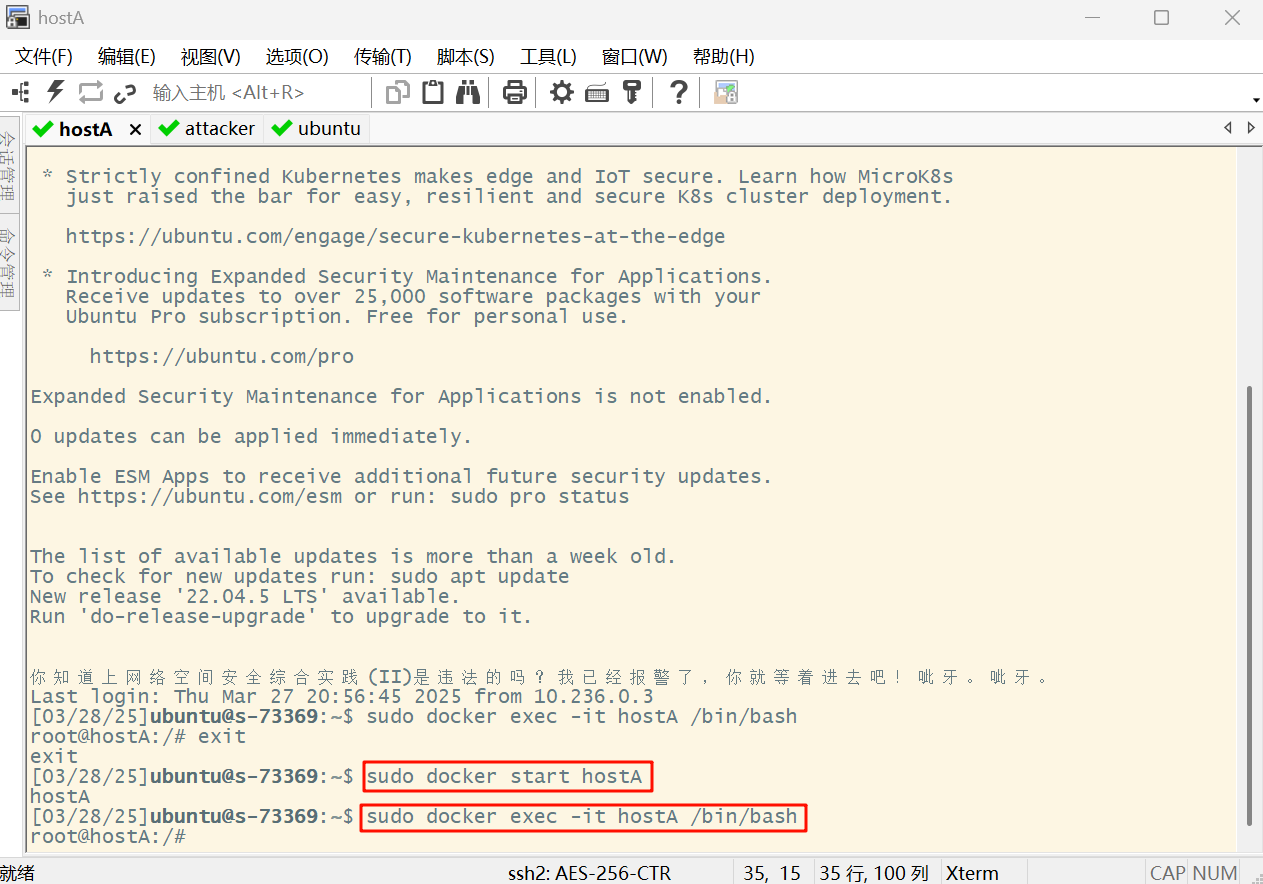 hostA
文件(F) 编辑(E) 视图(V) 选项(O) 传输(T) 脚本(S) 工具(L) 窗口(W) 帮助(H)
输入主机 <Alt+R>
hostA attacker ubuntu
会话管理
命令管理
* Strictly confined Kubernetes makes edge and IoT secure. Learn how MicroK8s
just raised the bar for easy, resilient and secure K8s cluster deployment.
https://ubuntu.com/engage/secure-kubernetes-at-the-edge
* Introducing Expanded Security Maintenance for Applications.
Receive updates to over 25,000 software packages with your
Ubuntu Pro subscription. Free for personal use.
https://ubuntu.com/pro
Expanded Security Maintenance for Applications is not enabled.
0 updates can be applied immediately.
Enable ESM Apps to receive additional future security updates.
See https://ubuntu.com/esm or run: sudo pro status
The list of available updates is more than a week old.
To check for new updates run: sudo apt update
New release '22.04.5 LTS' available.
Run 'do-release-upgrade' to upgrade to it.
你知道上网络空间安全综合实践(II)是违法的吗？我已经报警了，你就等着进去吧！呲牙。呲牙。
Last login: Thu Mar 27 20:56:45 2025 from 10.236.0.3
[03/28/25]ubuntu@s-73369:~$ sudo docker exec -it hostA /bin/bash
root@hostA:/# exit
exit
[03/28/25]ubuntu@s-73369:~$ sudo docker start hostA
hostA
[03/28/25]ubuntu@s-73369:~$ sudo docker exec -it hostA /bin/bash
root@hostA:/#
就绪 ssh2: AES-256-CTR 35, 15 35 行, 100 列 Xterm CAP NUM